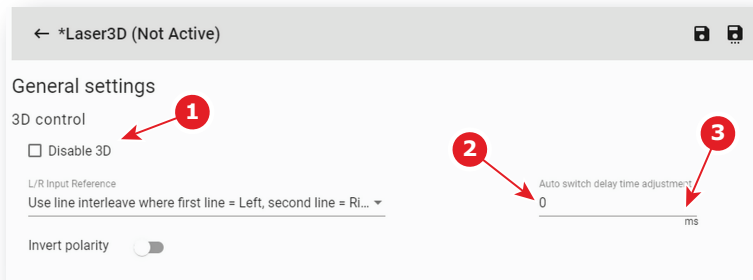 ← *Laser3D (Not Active)
General settings
3D control
1
Disable 3D
2
3
L/R Input Reference
Auto switch delay time adjustment
Use line interleave where first line = Left, second line = Ri...
0
ms
Invert polarity